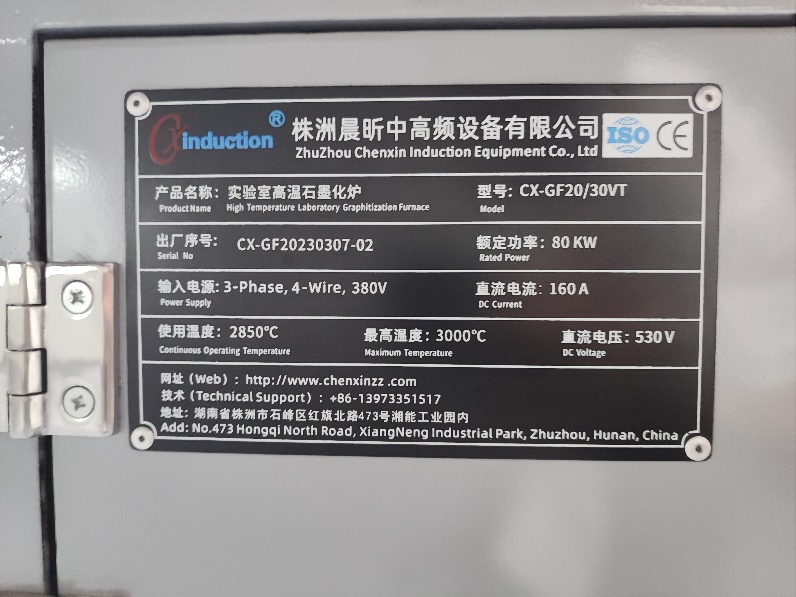 CXinduction® 株洲晨昕中高频设备有限公司 ISO CE
ZhuZhou Chenxin Induction Equipment Co., Ltd
产品名称: 实验室高温石墨化炉 型号: CX-GF20/30VT
Product Name High Temperature Laboratory Graphitization Furnace Model
出厂序号: CX-GF20230307-02 额定功率: 80 KW
Serial No Rated Power
输入电源: 3-Phase, 4-Wire, 380V 直流电流: 160 A
Power Supply DC Current
使用温度: 2850℃ 最高温度: 3000℃ 直流电压: 530 V
Continuous Operating Temperature Maximum Temperature DC Voltage
网址 (Web) : http://www.chenxinzz .com
技术 (Technical Support) : +86-13973351517
地址: 湖南省株洲市石峰区红旗北路473号湘能工业园内
Add: No.473 Hongqi North Road, XiangNeng Industrial Park, Zhuzhou, Hunan, China